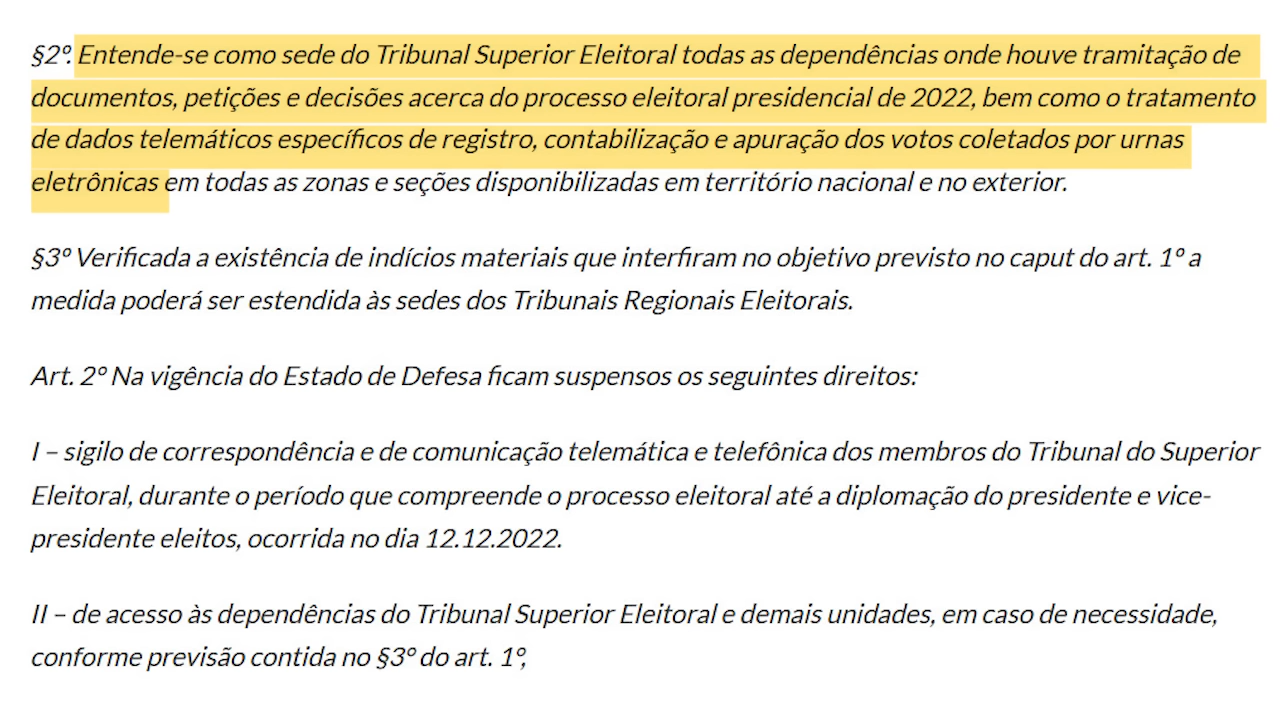 §2º. Entende-se como sede do Tribunal Superior Eleitoral todas as dependências onde houve tramitação de
documentos, petições e decisões acerca do processo eleitoral presidencial de 2022, bem como o tratamento
de dados telemáticos específicos de registro, contabilização e apuração dos votos coletados por urnas
eletrônicas em todas as zonas e seções disponibilizadas em território nacional e no exterior.
§3º Verificada a existência de indícios materiais que interfiram no objetivo previsto no caput do art. 1º a
medida poderá ser estendida às sedes dos Tribunais Regionais Eleitorais.
Art. 2º Na vigência do Estado de Defesa ficam suspensos os seguintes direitos:
I – sigilo de correspondência e de comunicação telemática e telefônica dos membros do Tribunal do Superior
Eleitoral, durante o período que compreende o processo eleitoral até a diplomação do presidente e vice-
presidente eleitos, ocorrida no dia 12.12.2022.
II – de acesso às dependências do Tribunal Superior Eleitoral e demais unidades, em caso de necessidade,
conforme previsão contida no §3º do art. 1º,